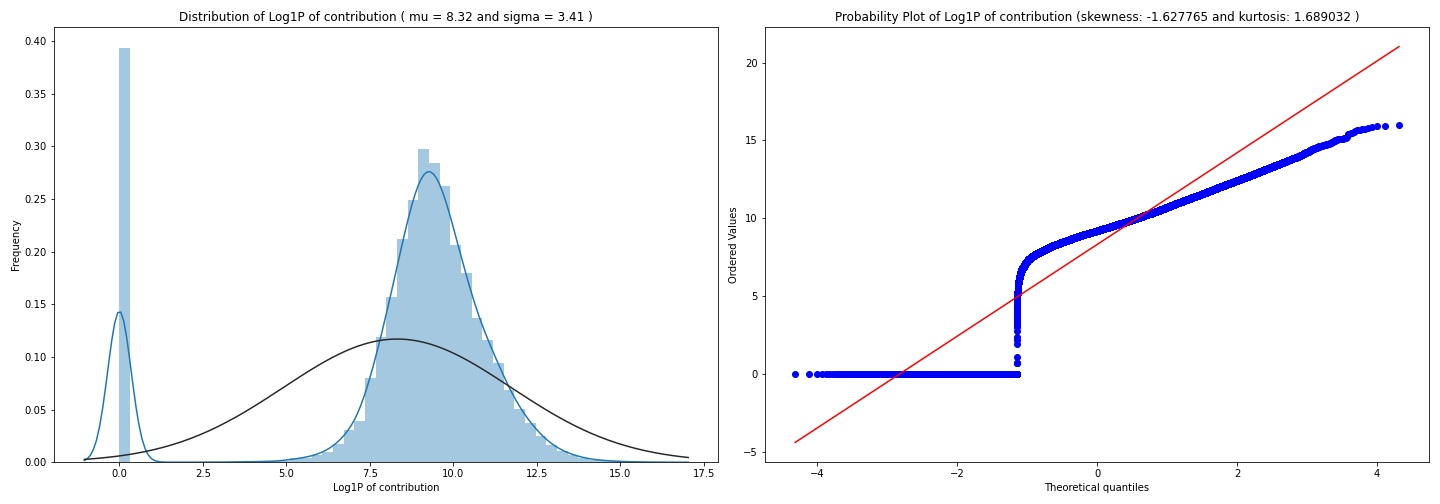 Distribution of Log1P of contribution ( mu = 8.32 and sigma = 3.41 )
0.40
0.35
0.30
0.25
0.20
0.15
0.10
0.05
0.00
Frequency
0.0 2.5 5.0 7.5 10.0 12.5 15.0 17.5
Log1P of contribution
Probability Plot of Log1P of contribution (skewness: -1.627765 and kurtosis: 1.689032 )
20
15
10
5
0
−5
Ordered Values
−4 −2 0 2 4
Theoretical quantiles